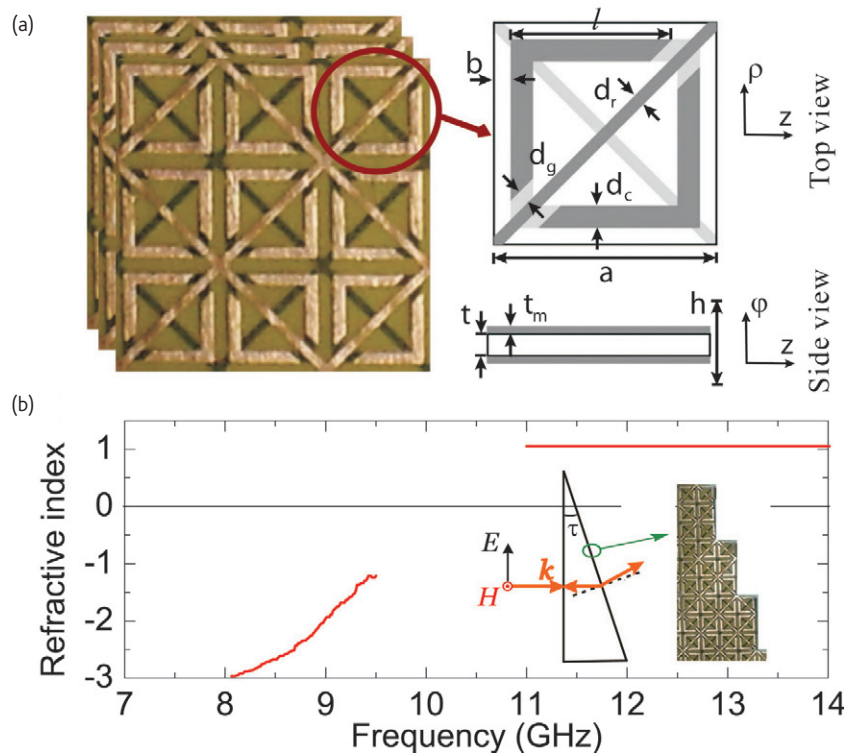 (a)
l
b
d_r
d_g
d_c
a
ρ
z
Top view
t
t_m
h
φ
z
Side view
(b)
Refractive index
1
0
-1
-2
-3
τ
E
k
H
7
8
9
10
11
12
13
14
Frequency (GHz)